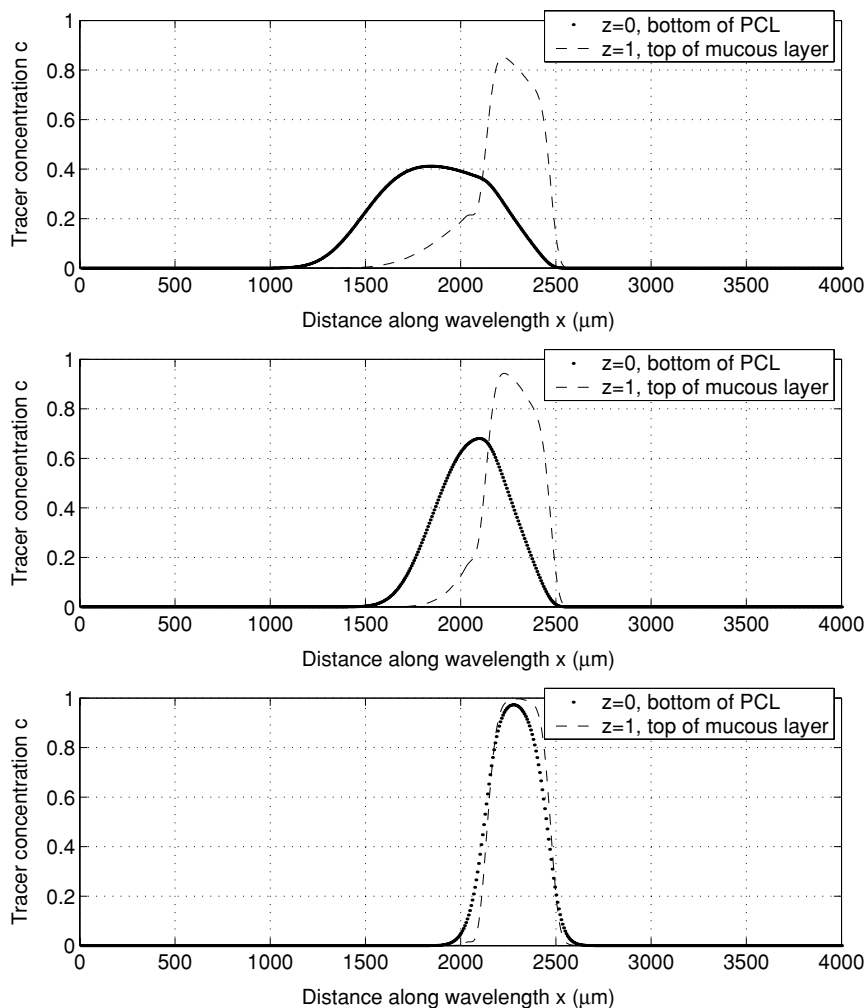 1
z=0, bottom of PCL
z=1, top of mucous layer
0.8
0.6
0.4
0.2
0
Tracer concentration c
0 500 1000 1500 2000 2500 3000 3500 4000
Distance along wavelength x (μm)
1
z=0, bottom of PCL
z=1, top of mucous layer
0.8
0.6
0.4
0.2
0
Tracer concentration c
0 500 1000 1500 2000 2500 3000 3500 4000
Distance along wavelength x (μm)
1
z=0, bottom of PCL
z=1, top of mucous layer
0.8
0.6
0.4
0.2
0
Tracer concentration c
0 500 1000 1500 2000 2500 3000 3500 4000
Distance along wavelength x (μm)